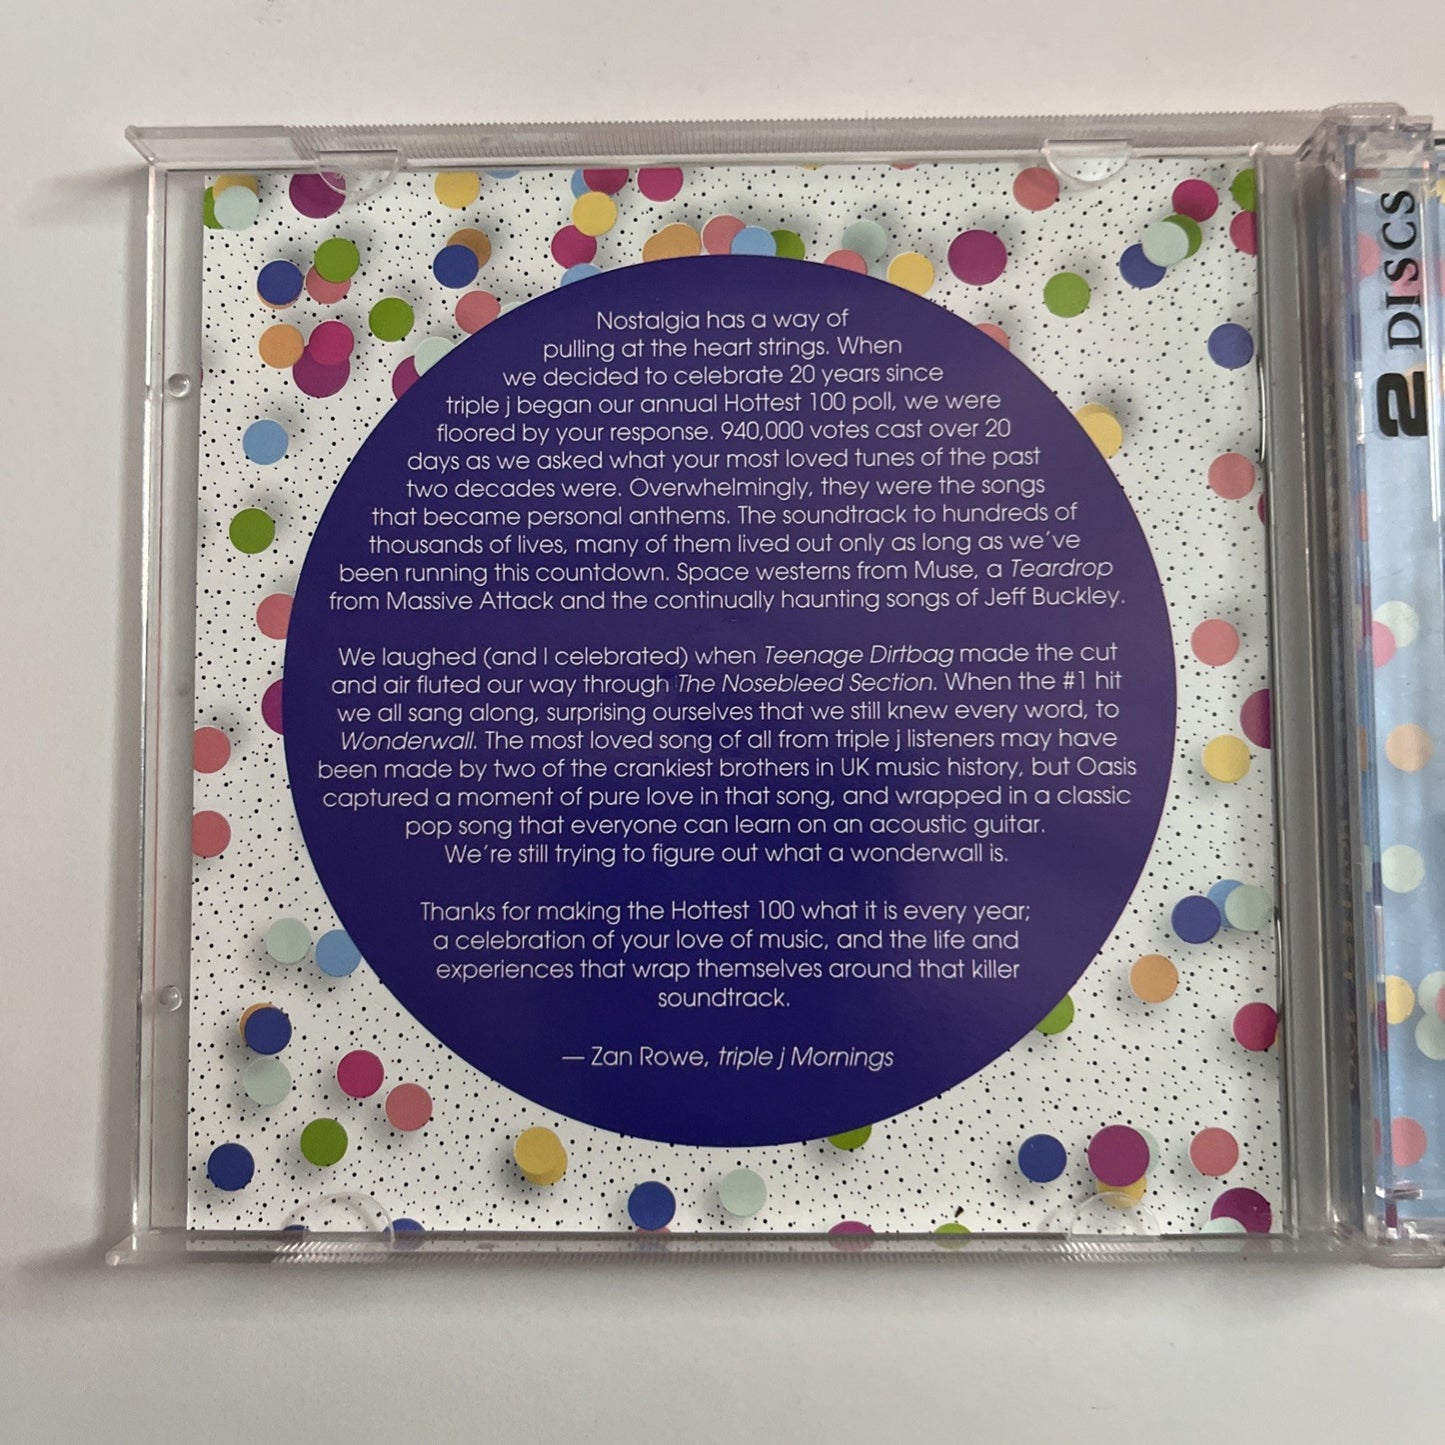 Nostalgia has a way of
pulling at the heart strings. When
we decided to celebrate 20 years since
triple j began our annual Hottest 100 poll, we were
floored by your response. 940,000 votes cast over 20
days as we asked what your most loved tunes of the past
two decades were. Overwhelmingly, they were the songs
that became personal anthems. The soundtrack to hundreds of
thousands of lives, many of them lived out only as long as we've
been running this countdown. Space westerns from Muse, a Teardrop
from Massive Attack and the continually haunting songs of Jeff Buckley.
We laughed (and I celebrated) when Teenage Dirtbag made the cut
and air fluted our way through The Nosebleed Section. When the #1 hit
we all sang along, surprising ourselves that we still knew every word, to
Wonderwall. The most loved song of all from triple j listeners may have
been made by two of the crankiest brothers in UK music history, but Oasis
captured a moment of pure love in that song, and wrapped in a classic
pop song that everyone can learn on an acoustic guitar.
We're still trying to figure out what a wonderwall is.
Thanks for making the Hottest 100 what it is every year;
a celebration of your love of music, and the life and
experiences that wrap themselves around that killer
soundtrack.
— Zan Rowe, triple j Mornings
2 DISCS